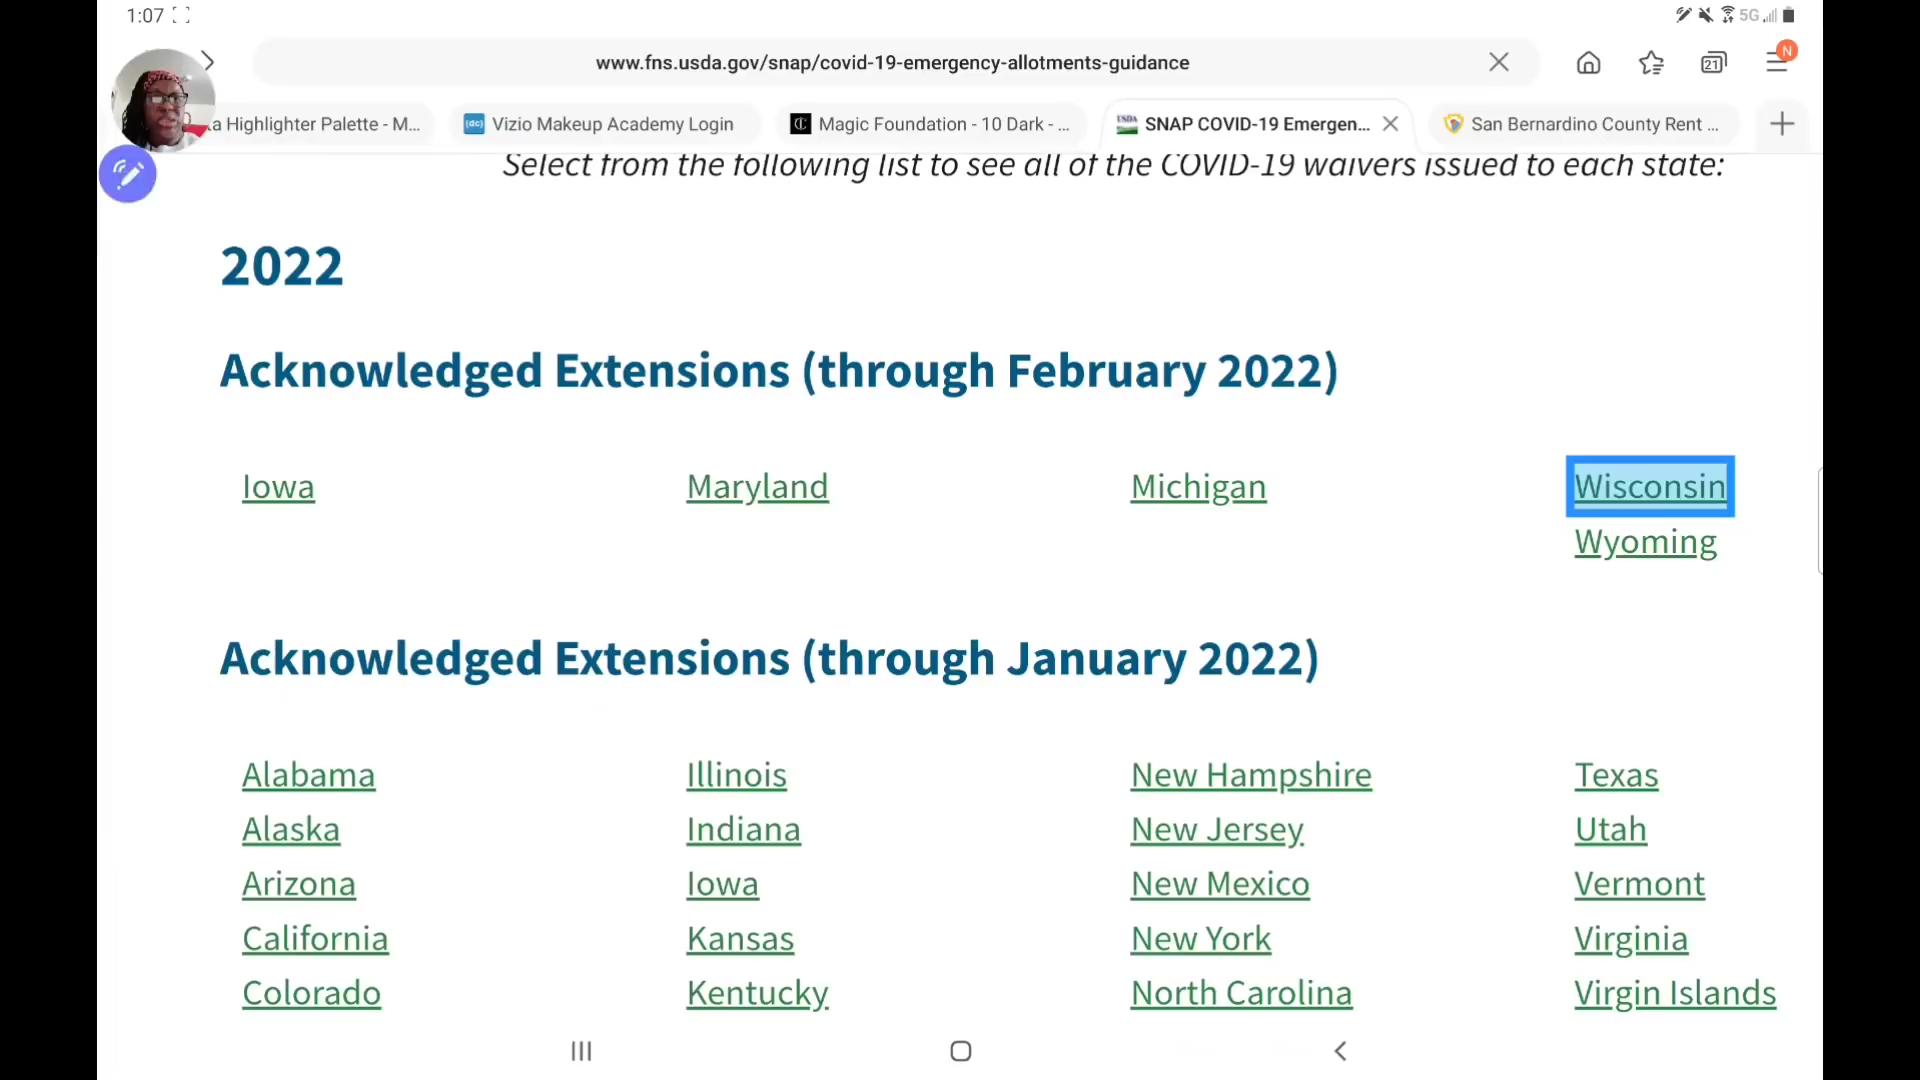 1:07
5G
www.fns.usda.gov/snap/covid-19-emergency-allotments-guidance
21
N
a Highlighter Palette - M...
(dc)
Vizio Makeup Academy Login
Magic Foundation - 10 Dark - ...
USDA
SNAP COVID-19 Emergen...
San Bernardino County Rent ...
Select from the following list to see all of the COVID-19 waivers issued to each state:
2022
Acknowledged Extensions (through February 2022)
Iowa Maryland Michigan Wisconsin
Wyoming
Acknowledged Extensions (through January 2022)
Alabama Illinois New Hampshire Texas
Alaska Indiana New Jersey Utah
Arizona Iowa New Mexico Vermont
California Kansas New York Virginia
Colorado Kentucky North Carolina Virgin Islands